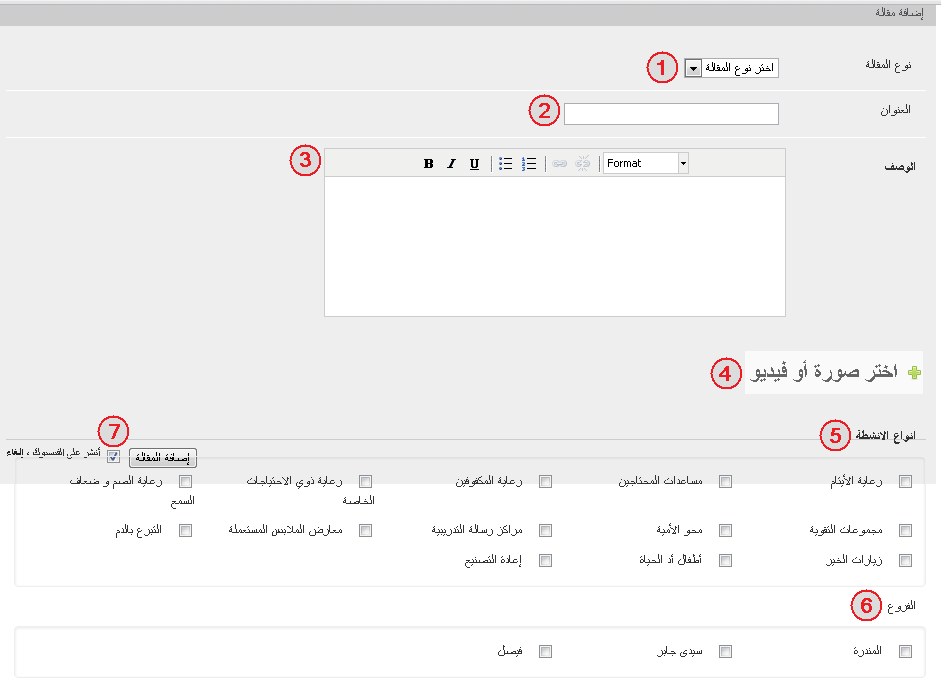 إضافة مقالة
نوع المقالة
اختر نوع المقالة
1
العنوان
2
الوصف
B I U Format
3
اختر صورة أو فيديو
4
انواع الانشطة
5
7
إضافة المقالة
أنشر على الفيسبوك ، إلغاء
رعاية الأيتام
مساعدات المحتاجين
رعاية المكفوفين
رعاية ذوي الاحتياجات
الخاصة
رعاية الصم و ضعاف
السمع
مجموعات التقوية
محو الأمية
مراكز رسالة التدريبية
معارض الملابس المستعملة
التبرع بالدم
زيارات الخير
أطفال أد الحياة
إعادة التصنيع
الفروع
6
المندرة
سيدى جابر
فيصل